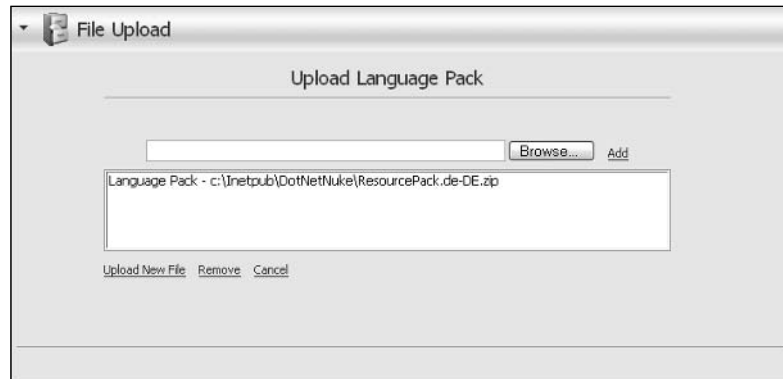 File Upload
Upload Language Pack
Browse... Add
Language Pack - c:\Inetpub\DotNetNuke\ResourcePack.de-DE.zip
Upload New File Remove Cancel